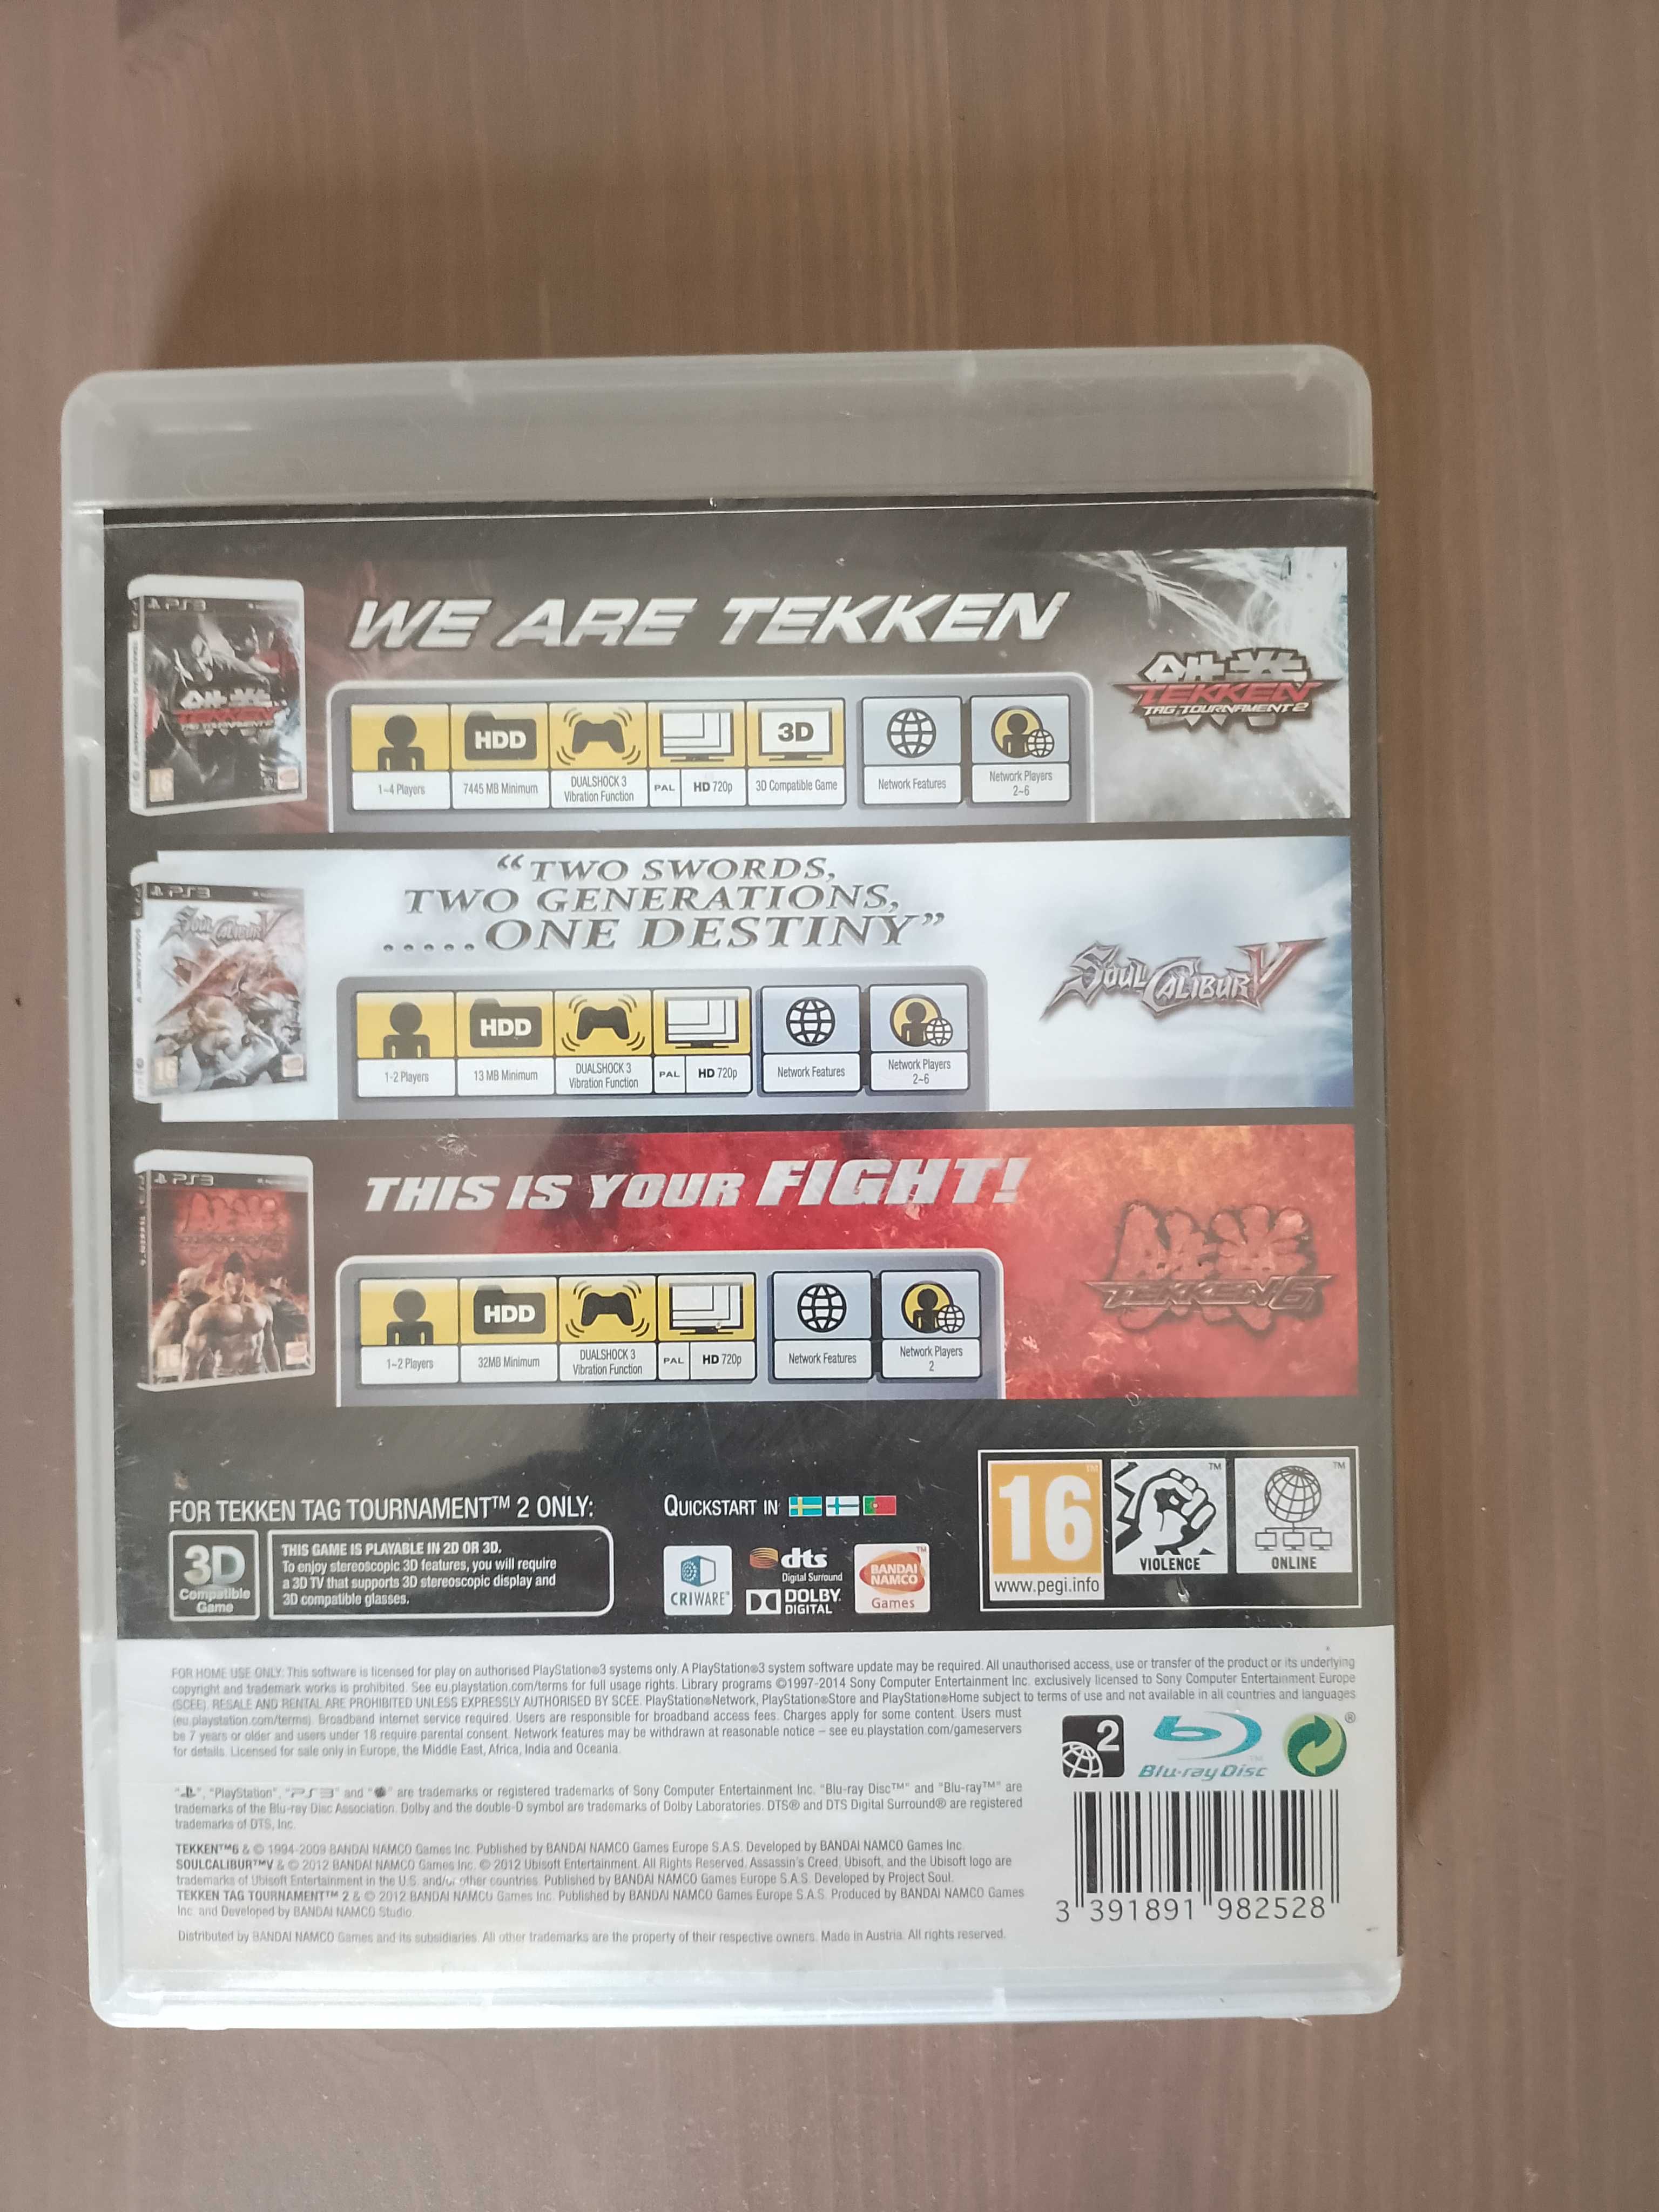 WE ARE TEKKEN
PS3
TEKKEN
TAG TOURNAMENT 2
16
HDD
3D
1~4 Players
7445 MB Minimum
DUALSHOCK 3
Vibration Function
PAL
HD 720p
3D Compatible Game
Network Features
Network Players
2~6
“TWO SWORDS,
TWO GENERATIONS,
.....ONE DESTINY”
PS3
SOULCALIBUR V
16
SOULCALIBUR V
HDD
1-2 Players
13 MB Minimum
DUALSHOCK 3
Vibration Function
PAL
HD 720p
Network Features
Network Players
2~6
THIS IS YOUR FIGHT!
PS3
TEKKEN 6
16
HDD
1~2 Players
32MB Minimum
DUALSHOCK 3
Vibration Function
PAL
HD 720p
Network Features
Network Players
2
FOR TEKKEN TAG TOURNAMENT™ 2 ONLY:
3D
Compatible
Game
THIS GAME IS PLAYABLE IN 2D OR 3D.
To enjoy stereoscopic 3D features, you will require
a 3D TV that supports 3D stereoscopic display and
3D compatible glasses.
QUICKSTART IN
CRIWARE
dts
Digital Surround
DOLBY
DIGITAL
BANDAI
NAMCO
Games
16
www.pegi.info
VIOLENCE
ONLINE
FOR HOME USE ONLY: This software is licensed for play on authorised PlayStation®3 systems only. A PlayStation®3 system software update may be required. All unauthorised access, use or transfer of the product or its underlying
copyright and trademark works is prohibited. See eu.playstation.com/terms for full usage rights. Library programs ©1997-2014 Sony Computer Entertainment Inc. exclusively licensed to Sony Computer Entertainment Europe
(SCEE). RESALE AND RENTAL ARE PROHIBITED UNLESS EXPRESSLY AUTHORISED BY SCEE. PlayStation®Network, PlayStation®Store and PlayStation®Home subject to terms of use and not available in all countries and languages
(eu.playstation.com/terms). Broadband internet service required. Users are responsible for broadband access fees. Charges apply for some content. Users must
be 7 years or older and users under 18 require parental consent. Network features may be withdrawn at reasonable notice – see eu.playstation.com/gameservers
for details. Licensed for sale only in Europe, the Middle East, Africa, India and Oceania.
2
Blu-ray Disc
"PlayStation", "PS3" and are trademarks or registered trademarks of Sony Computer Entertainment Inc. "Blu-ray Disc™" and "Blu-ray™" are
trademarks of the Blu-ray Disc Association. Dolby and the double-D symbol are trademarks of Dolby Laboratories. DTS® and DTS Digital Surround® are registered
trademarks of DTS, Inc.
TEKKEN™6 & © 1994-2009 BANDAI NAMCO Games Inc. Published by BANDAI NAMCO Games Europe S.A.S. Developed by BANDAI NAMCO Games Inc.
SOULCALIBUR™V & © 2012 BANDAI NAMCO Games Inc. © 2012 Ubisoft Entertainment. All Rights Reserved. Assassin's Creed, Ubisoft, and the Ubisoft logo are
trademarks of Ubisoft Entertainment in the U.S. and/or other countries. Published by BANDAI NAMCO Games Europe S.A.S. Developed by Project Soul.
TEKKEN TAG TOURNAMENT™ 2 & © 2012 BANDAI NAMCO Games Inc. Published by BANDAI NAMCO Games Europe S.A.S. Produced by BANDAI NAMCO Games
Inc. and Developed by BANDAI NAMCO Studio.
Distributed by BANDAI NAMCO Games and its subsidiaries. All other trademarks are the property of their respective owners. Made in Austria. All rights reserved.
3 391891 982528